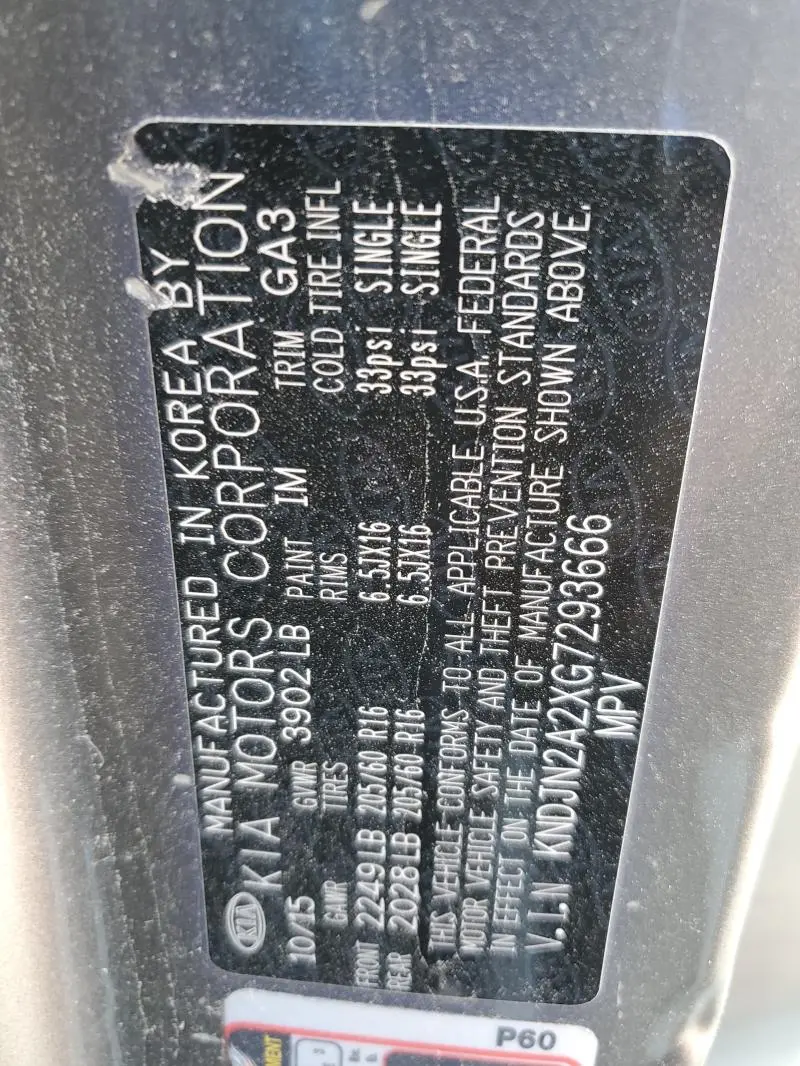 MANUFACTURED IN KOREA BY
KIA KIA MOTORS CORPORATION
10/15 GVWR 3902LB PAINT IM TRIM GA3
GAWR TIRES RIMS COLD TIRE INFL
FRONT 2249LB 205/60 R16 6.5JX16 33psi SINGLE
REAR 2028LB 205/60 R16 6.5JX16 33psi SINGLE
THIS VEHICLE CONFORMS TO ALL APPLICABLE U.S.A. FEDERAL
MOTOR VEHICLE SAFETY AND THEFT PREVENTION STANDARDS
IN EFFECT ON THE DATE OF MANUFACTURE SHOWN ABOVE.
V.I.N KNDJN2A2XG7293666
MPV
P60